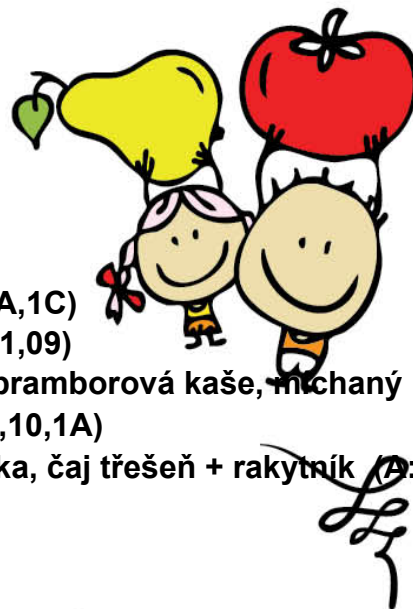 A,1C)
1,09)
bramborová kaše, míchaný
,10,1A)
ka, čaj třešeň + rakytník (A: